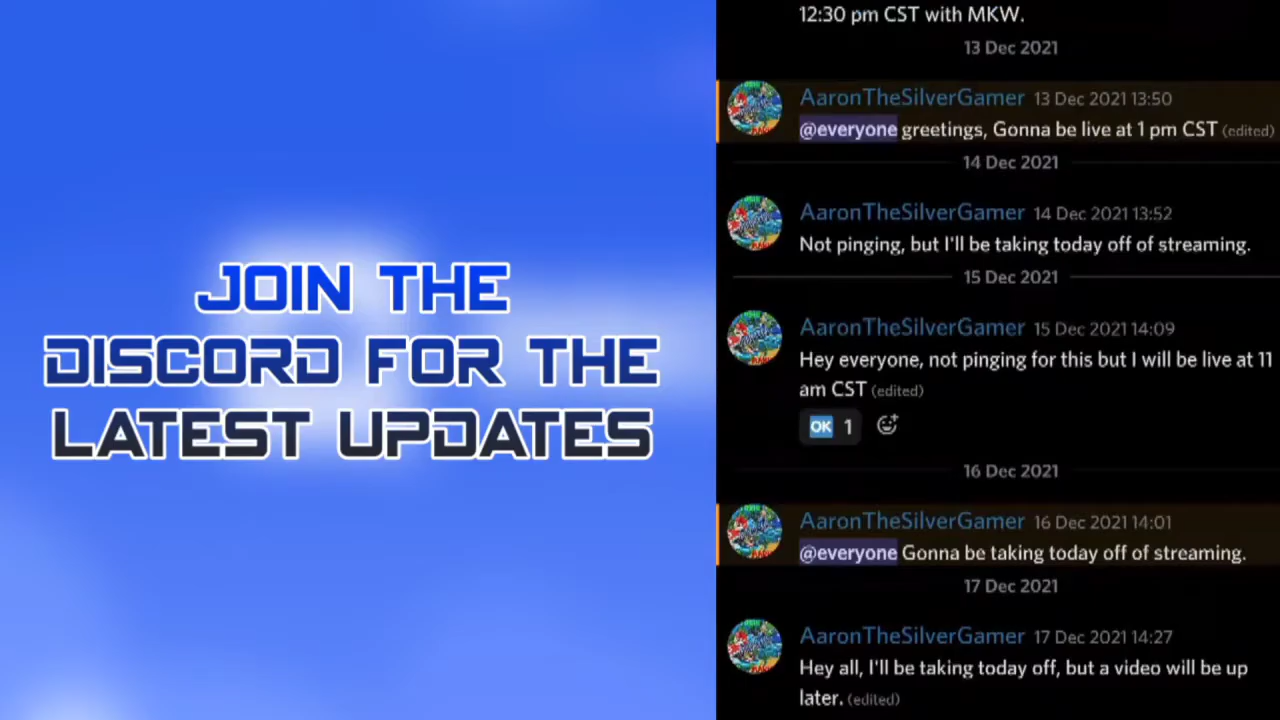 JOIN THE
DISCORD FOR THE
LATEST UPDATES
12:30 pm CST with MKW.
13 Dec 2021
AaronTheSilverGamer 13 Dec 2021 13:50
@everyone greetings, Gonna be live at 1 pm CST (edited)
14 Dec 2021
AaronTheSilverGamer 14 Dec 2021 13:52
Not pinging, but I'll be taking today off of streaming.
15 Dec 2021
AaronTheSilverGamer 15 Dec 2021 14:09
Hey everyone, not pinging for this but I will be live at 11
am CST (edited)
OK 1
16 Dec 2021
AaronTheSilverGamer 16 Dec 2021 14:01
@everyone Gonna be taking today off of streaming.
17 Dec 2021
AaronTheSilverGamer 17 Dec 2021 14:27
Hey all, I'll be taking today off, but a video will be up
later. (edited)